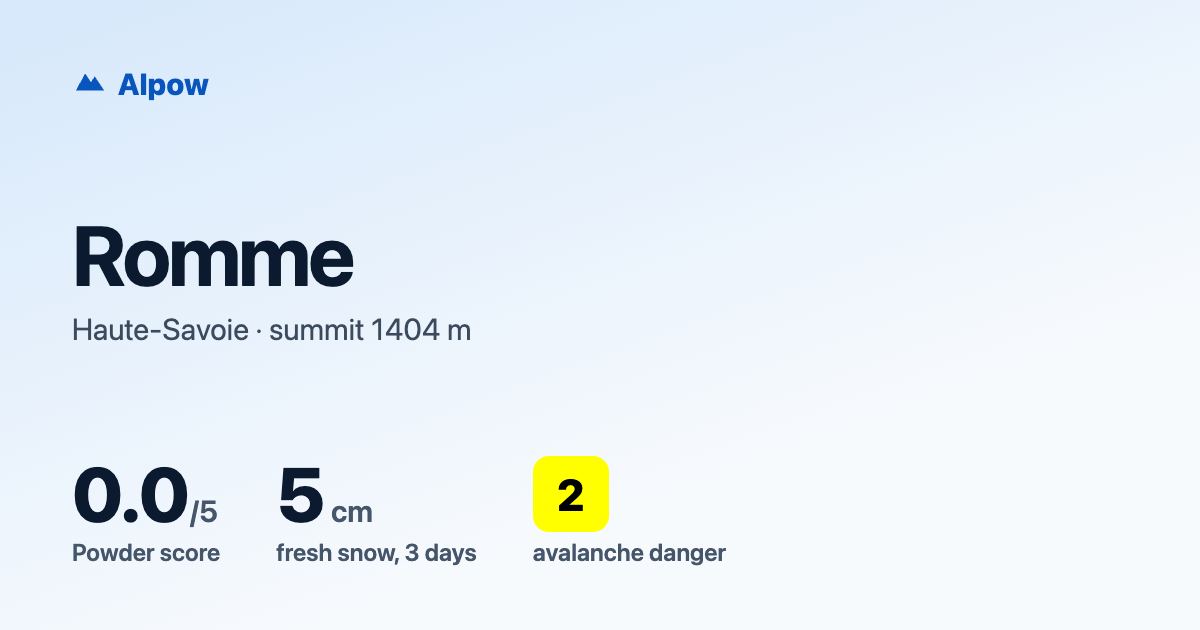 Alpow
Romme
Haute-Savoie · summit 1404 m
0.0/5
Powder score
5 cm
fresh snow, 3 days
2
avalanche danger